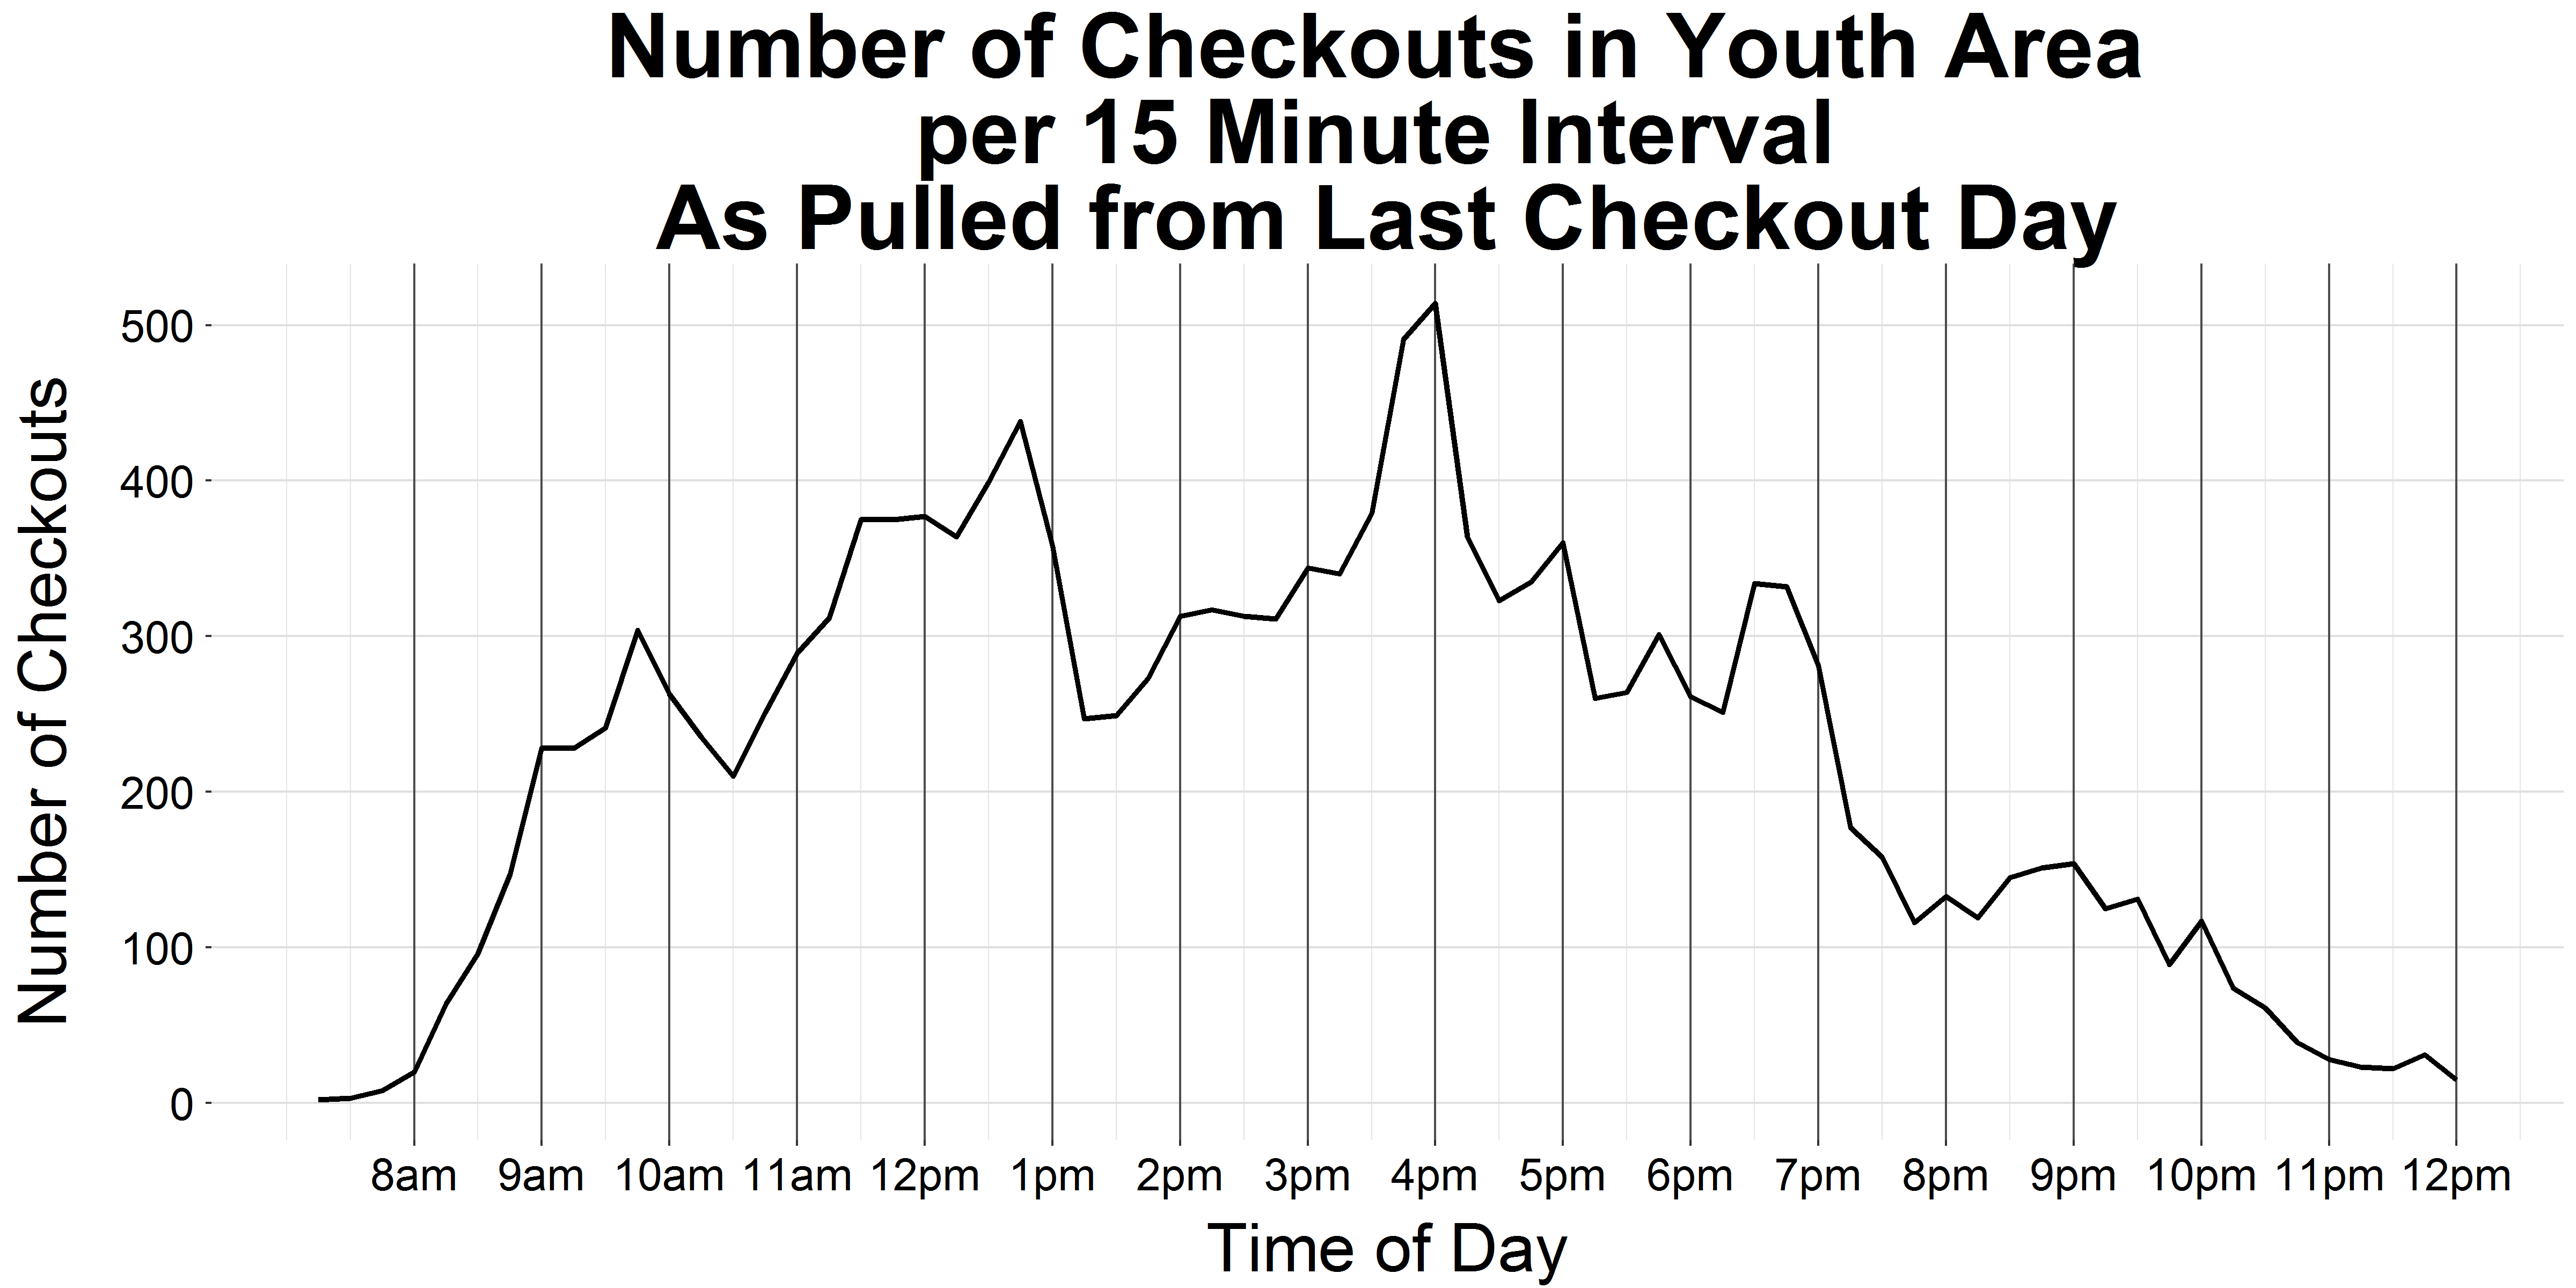 Number of Checkouts in Youth Area
per 15 Minute Interval
As Pulled from Last Checkout Day
Number of Checkouts
500
400
300
200
100
0
8am 9am 10am 11am 12pm 1pm 2pm 3pm 4pm 5pm 6pm 7pm 8pm 9pm 10pm 11pm 12pm
Time of Day